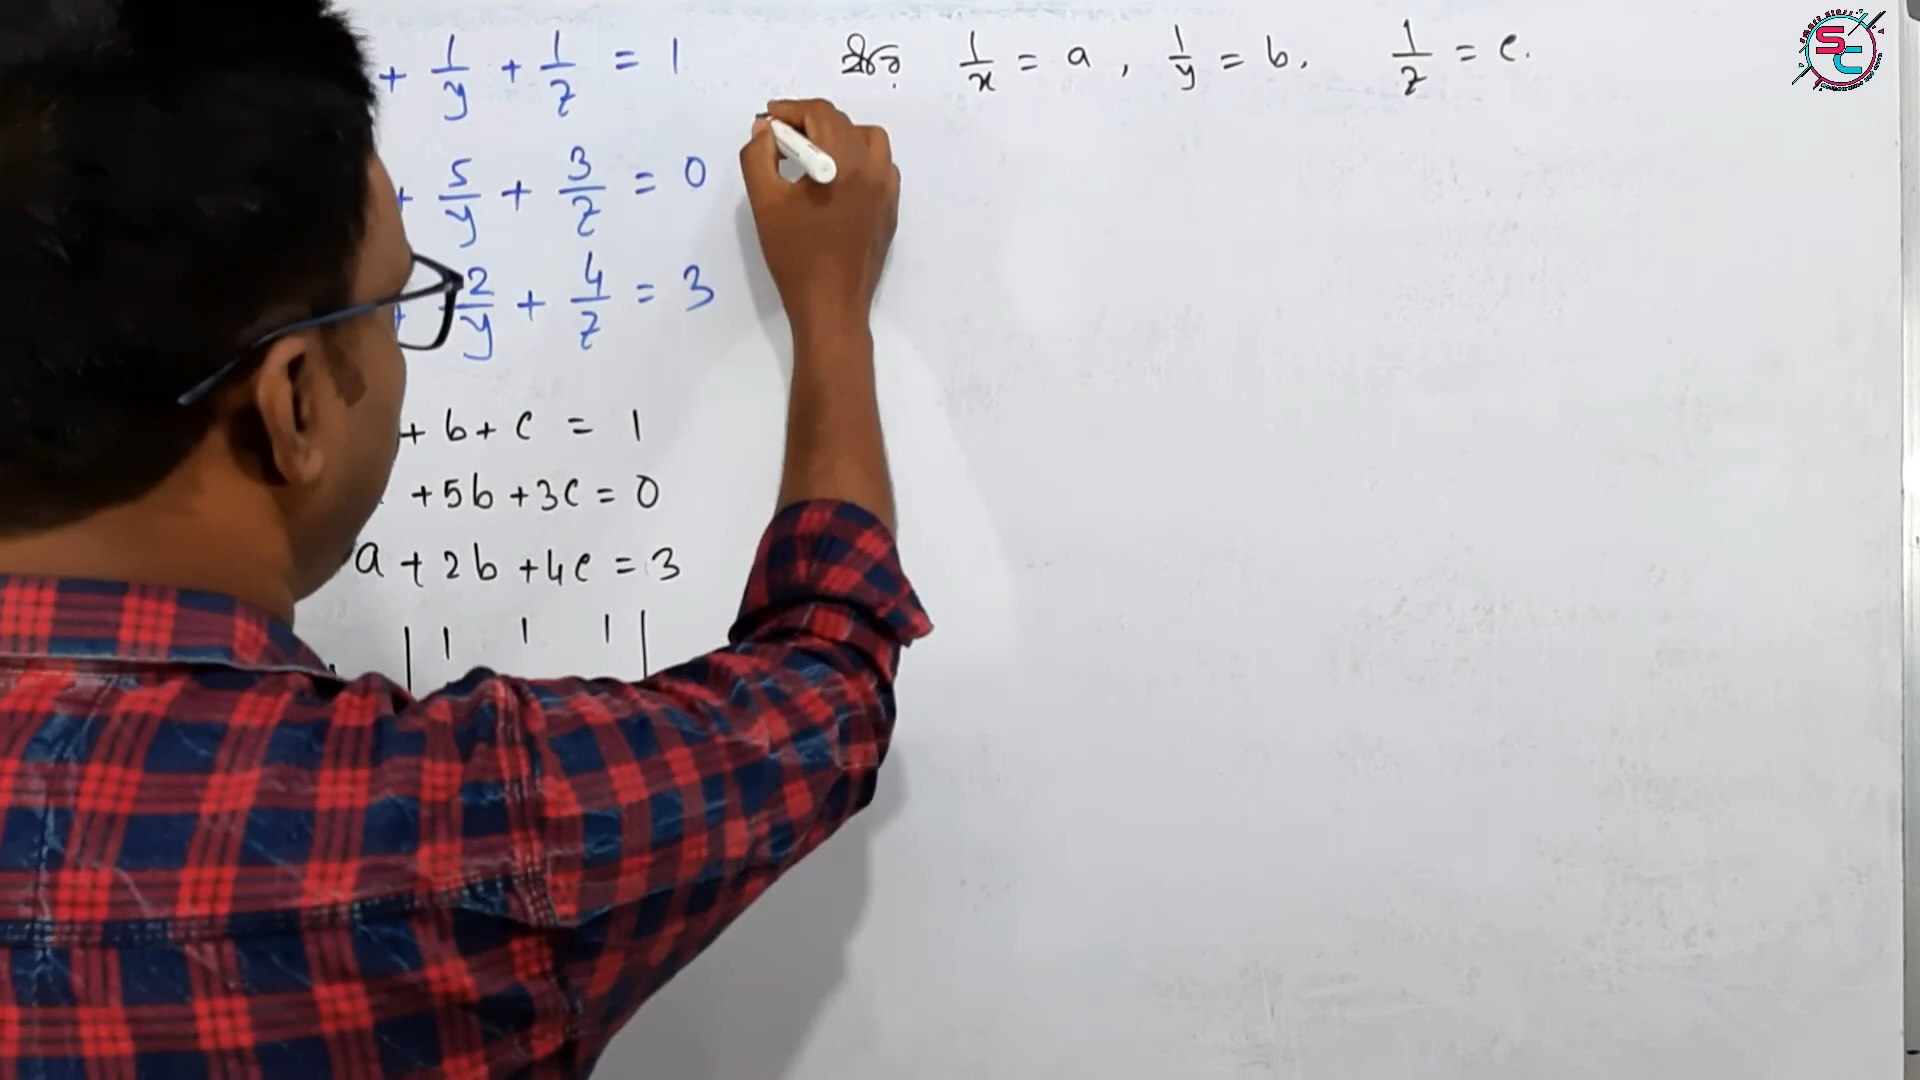 + 1/y + 1/z = 1
ধরি, 1/x = a, 1/y = b, 1/z = c.
+ 5/y + 3/z = 0
+ 2/y + 4/z = 3
+ b + c = 1
+5b +3c = 0
a + 2b +4c = 3
| 1 1 1 |
SC